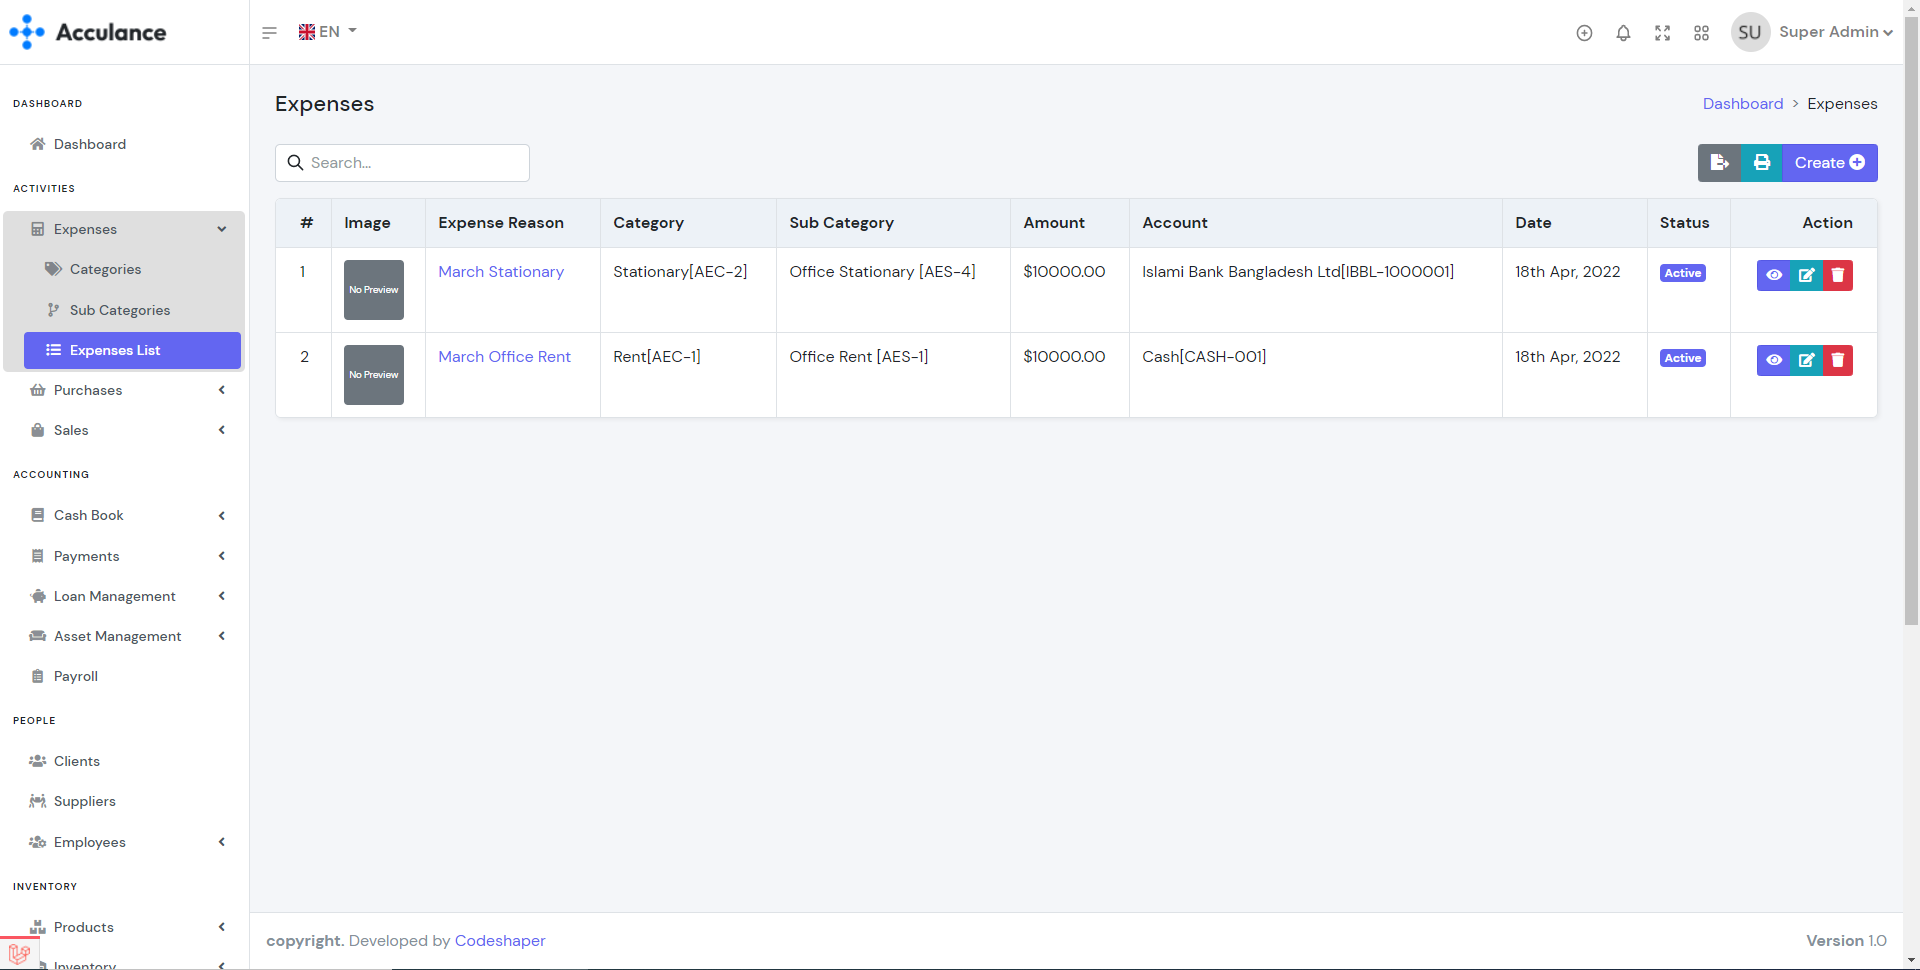 Acculance
EN
SU Super Admin
DASHBOARD
Dashboard
ACTIVITIES
Expenses
Categories
Sub Categories
Expenses List
Purchases
Sales
ACCOUNTING
Cash Book
Payments
Loan Management
Asset Management
Payroll
PEOPLE
Clients
Suppliers
Employees
INVENTORY
Products
Inventory
Expenses
Dashboard > Expenses
Search...
Create
# Image Expense Reason Category Sub Category Amount Account Date Status Action
1 No Preview March Stationary Stationary[AEC-2] Office Stationary [AES-4] $10000.00 Islami Bank Bangladesh Ltd[IBBL-1000001] 18th Apr, 2022 Active
2 No Preview March Office Rent Rent[AEC-1] Office Rent [AES-1] $10000.00 Cash[CASH-001] 18th Apr, 2022 Active
copyright. Developed by Codeshaper
Version 1.0